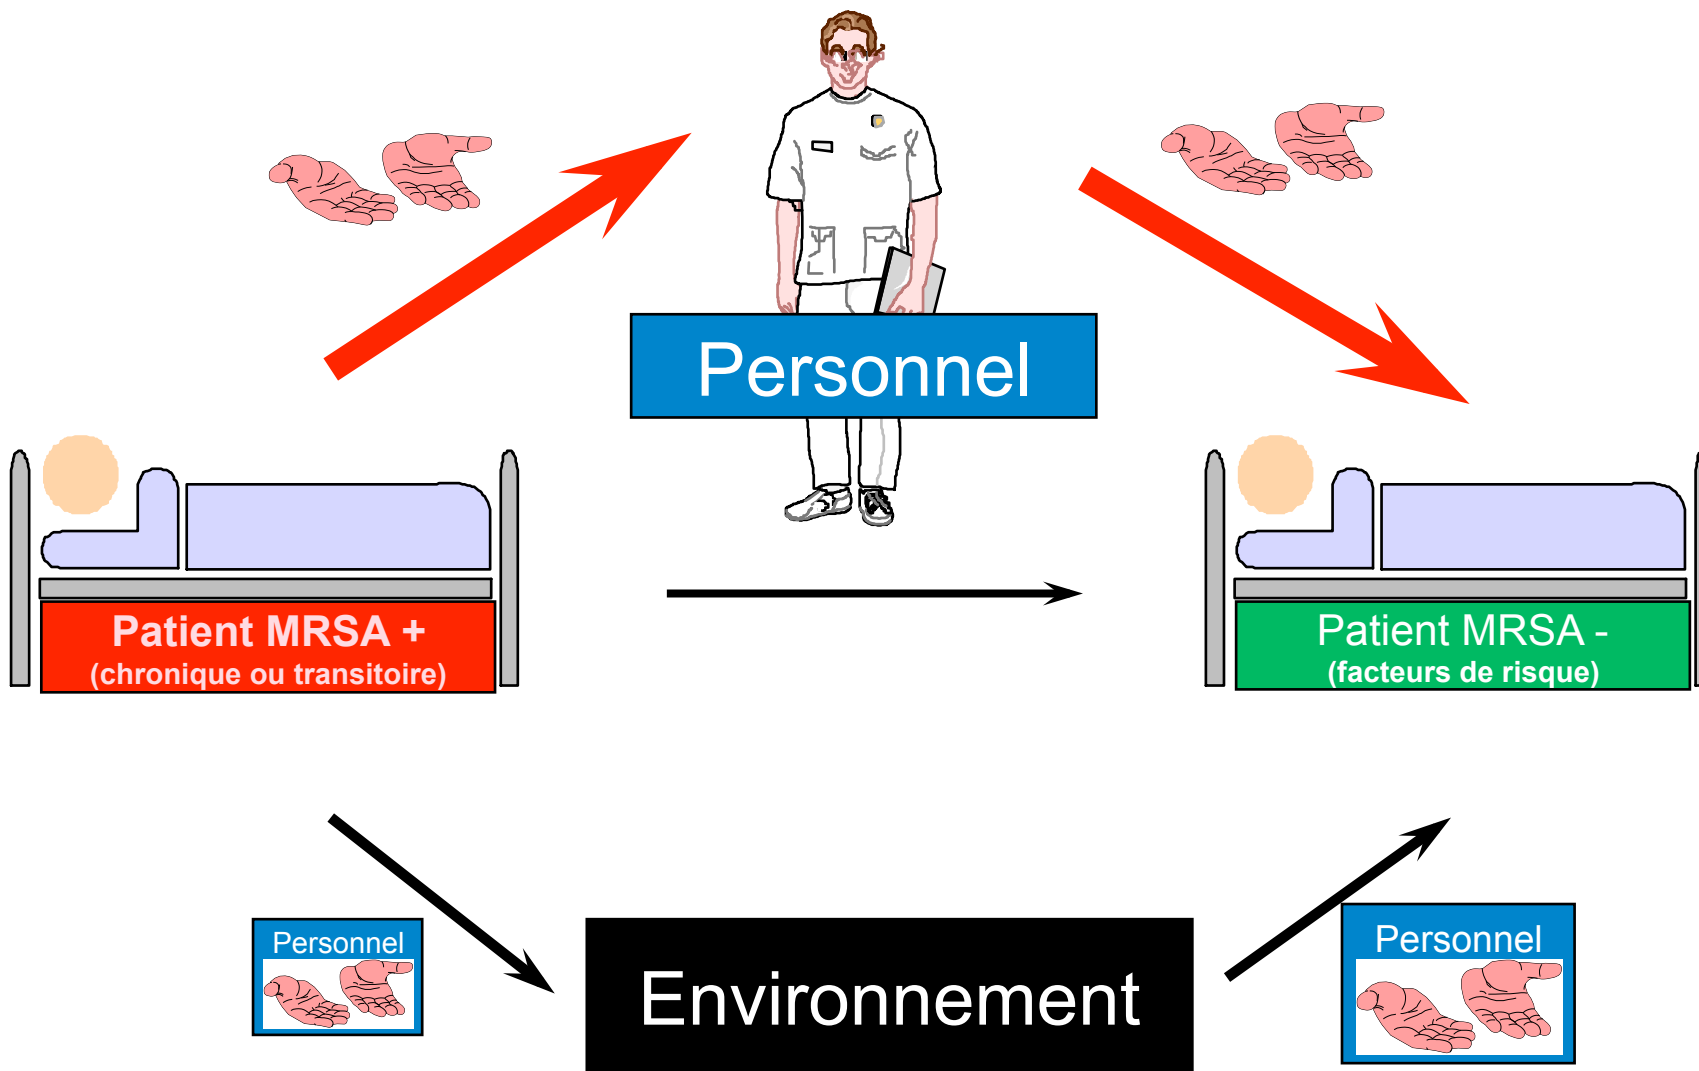 Personnel
Patient MRSA +
(chronique ou transitoire)
Patient MRSA -
(facteurs de risque)
Personnel
Environnement
Personnel